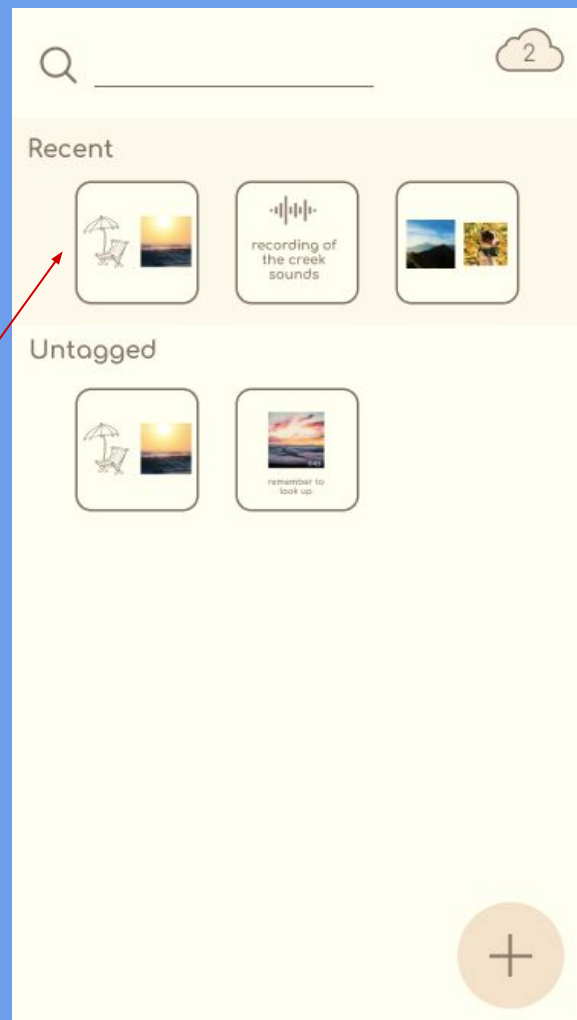 2
Recent
recording of
the creek
sounds
Untagged
remember to
look up